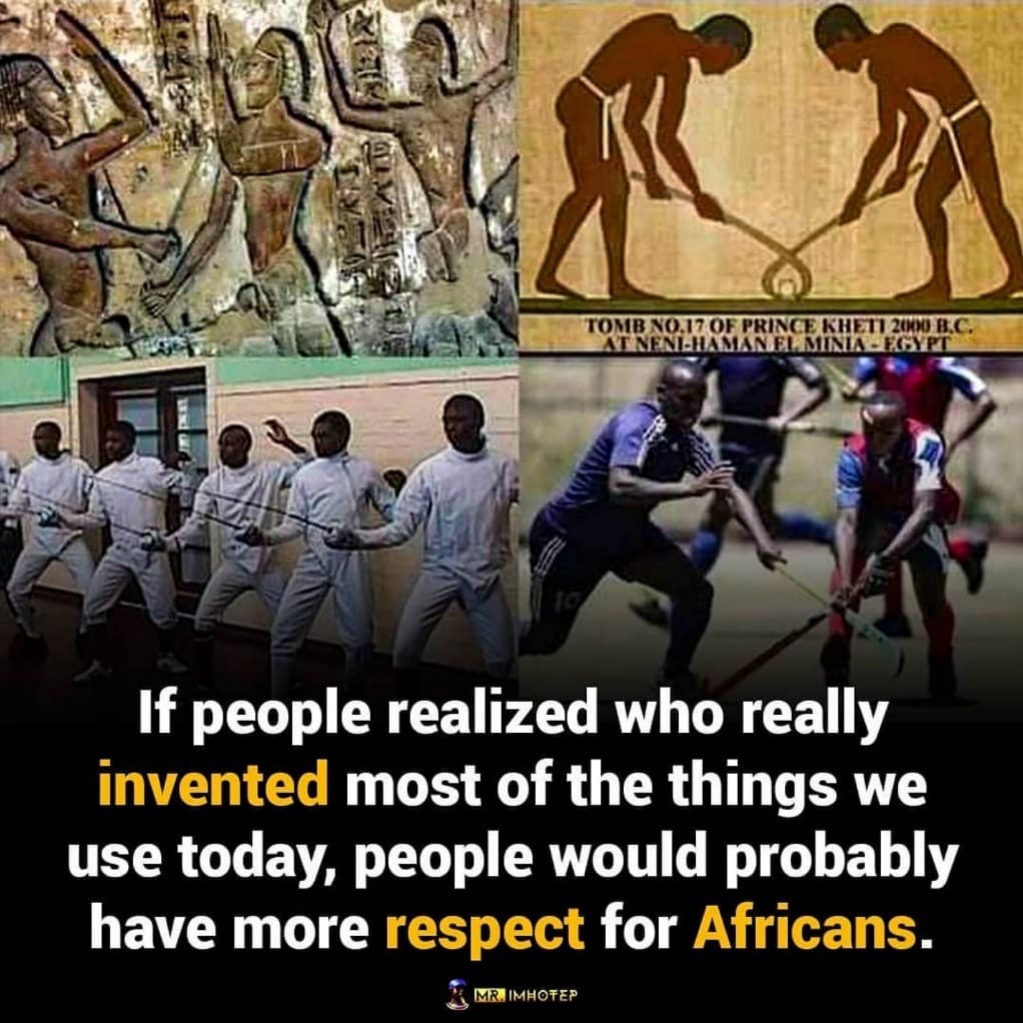 TOMB NO.17 OF PRINCE KHETI 2000 B.C.
AT NENI-HAMAN EL MINIA - EGYPT
If people realized who really
invented most of the things we
use today, people would probably
have more respect for Africans.
MR. IMHOTEP